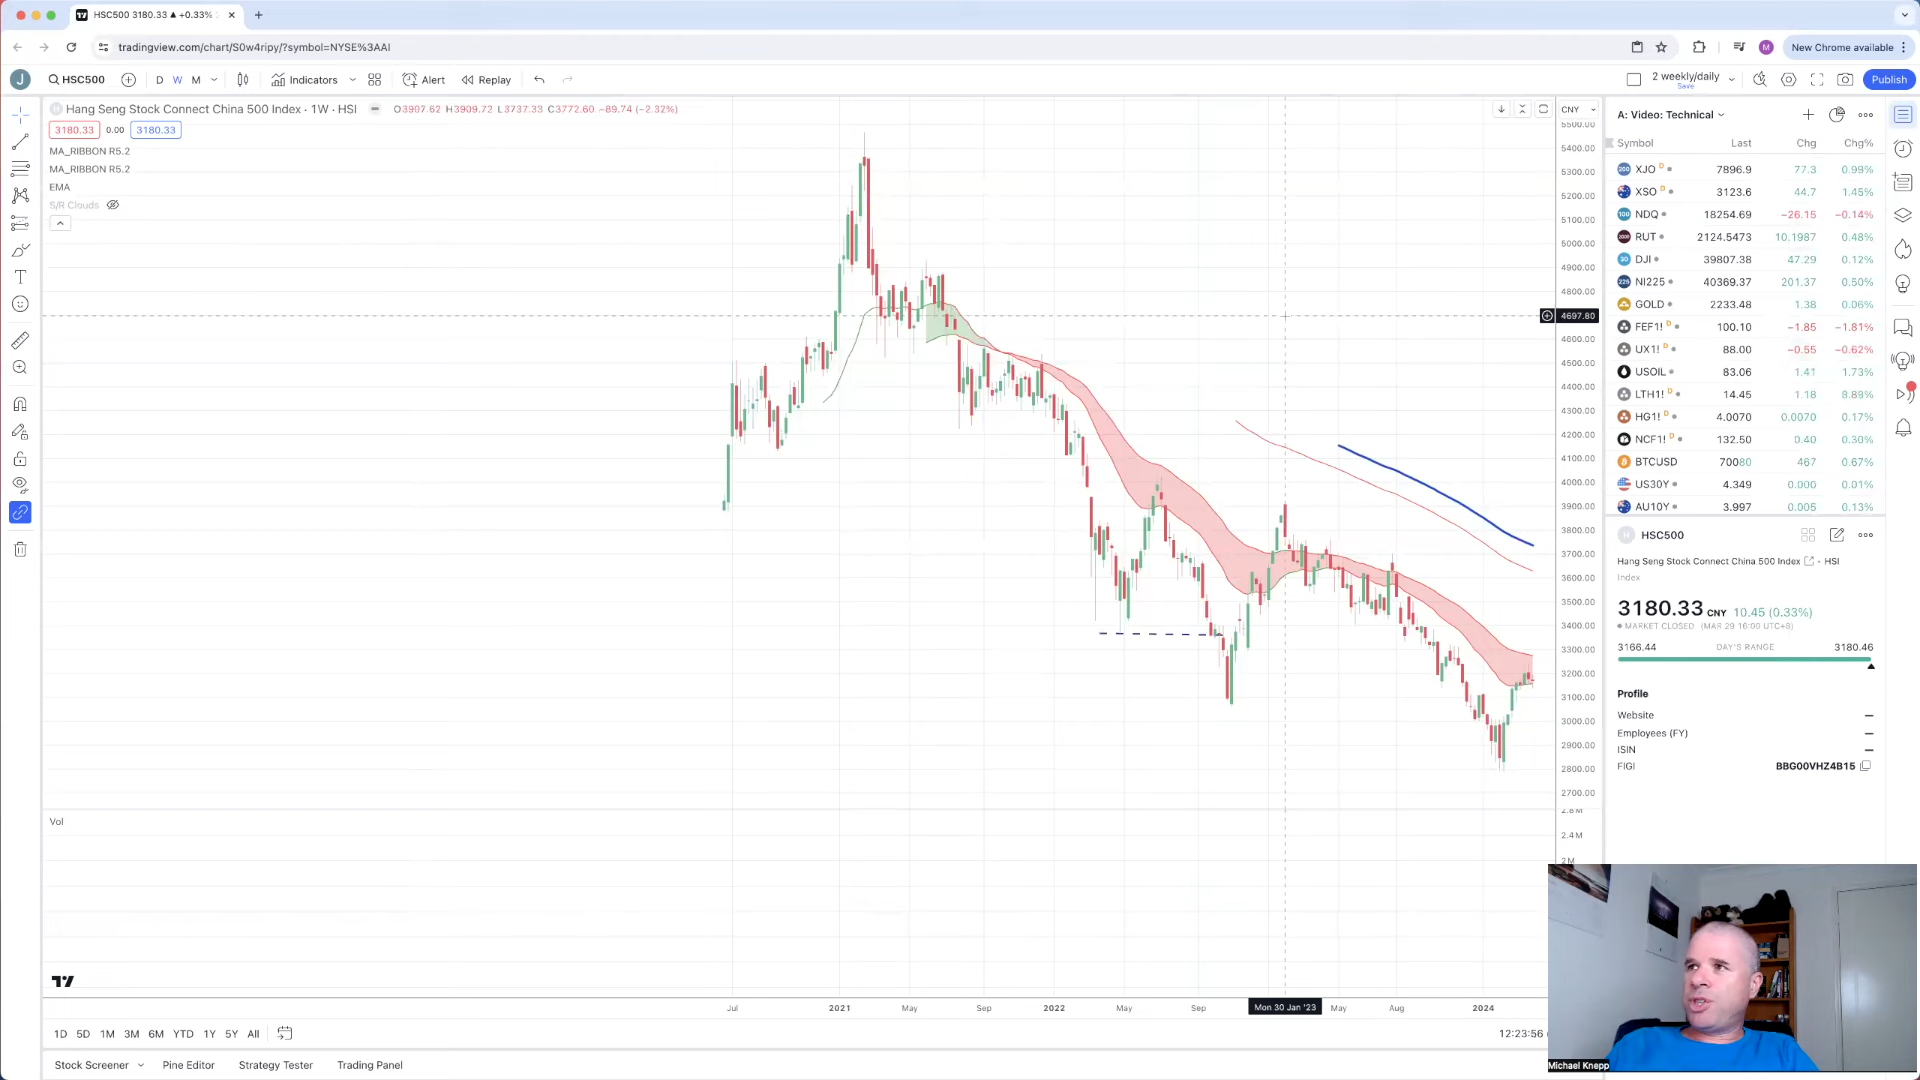 HSC500 3180.33 ▲ +0.33%
tradingview.com/chart/S0w4ripy/?symbol=NYSE%3AAI
New Chrome available
J
HSC500
D W M
Indicators
Alert
Replay
2 weekly/daily
Save
Publish
Hang Seng Stock Connect China 500 Index · 1W · HSI
O3907.62 H3909.72 L3737.33 C3772.60 −89.74 (−2.32%)
3180.33 0.00 3180.33
MA_RIBBON R5.2
MA_RIBBON R5.2
EMA
S/R Clouds
CNY
5500.00
5400.00
5300.00
5200.00
5100.00
5000.00
4900.00
4800.00
4697.80
4600.00
4500.00
4400.00
4300.00
4200.00
4100.00
4000.00
3900.00
3800.00
3700.00
3600.00
3500.00
3400.00
3300.00
3200.00
3100.00
3000.00
2900.00
2800.00
2700.00
2.8M
2.4M
2M
Vol
Jul 2021 May Sep 2022 May Sep Mon 30 Jan '23 May Aug 2024
1D 5D 1M 3M 6M YTD 1Y 5Y All
12:23:56
Stock Screener Pine Editor Strategy Tester Trading Panel
A: Video: Technical
Symbol Last Chg Chg%
XJO D 7896.9 77.3 0.99%
XSO D 3123.6 44.7 1.45%
NDQ 18254.69 −26.15 −0.14%
RUT 2124.5473 10.1987 0.48%
DJI 39807.38 47.29 0.12%
NI225 40369.37 201.37 0.50%
GOLD 2233.48 1.38 0.06%
FEF1! D 100.10 −1.85 −1.81%
UX1! D 88.00 −0.55 −0.62%
USOIL 83.06 1.41 1.73%
LTH1! D 14.45 1.18 8.89%
HG1! D 4.0070 0.0070 0.17%
NCF1! D 132.50 0.40 0.30%
BTCUSD 70080 467 0.67%
US30Y 4.349 0.000 0.01%
AU10Y 3.997 0.005 0.13%
HSC500
Hang Seng Stock Connect China 500 Index · HSI
Index
3180.33 CNY 10.45 (0.33%)
MARKET CLOSED (MAR 29 16:00 UTC+8)
3166.44 DAY'S RANGE 3180.46
Profile
Website —
Employees (FY) —
ISIN —
FIGI BBG00VHZ4B15
Michael Knepp